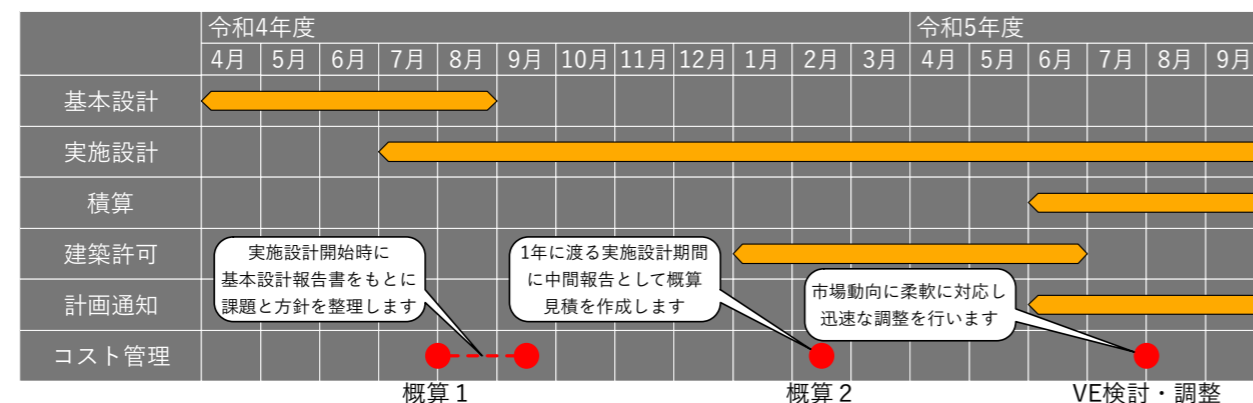 令和4年度 令和5年度
4月 5月 6月 7月 8月 9月 10月 11月 12月 1月 2月 3月 4月 5月 6月 7月 8月 9月
基本設計
実施設計
積算
建築許可
計画通知
コスト管理
実施設計開始時に
基本設計報告書をもとに
課題と方針を整理します
1年に渡る実施設計期間
に中間報告として概算
見積を作成します
市場動向に柔軟に対応し
迅速な調整を行います
概算1
概算2
VE検討・調整